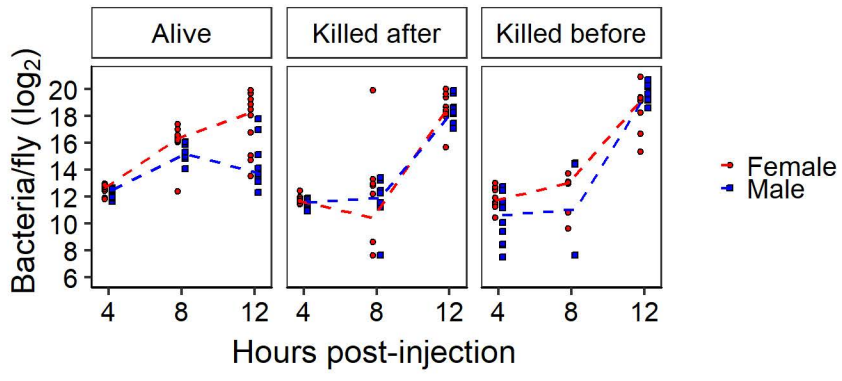 Alive
Killed after
Killed before
Bacteria/fly (log₂)
20
18
16
14
12
10
8
6
4 8 12
4 8 12
4 8 12
Hours post-injection
Female
Male